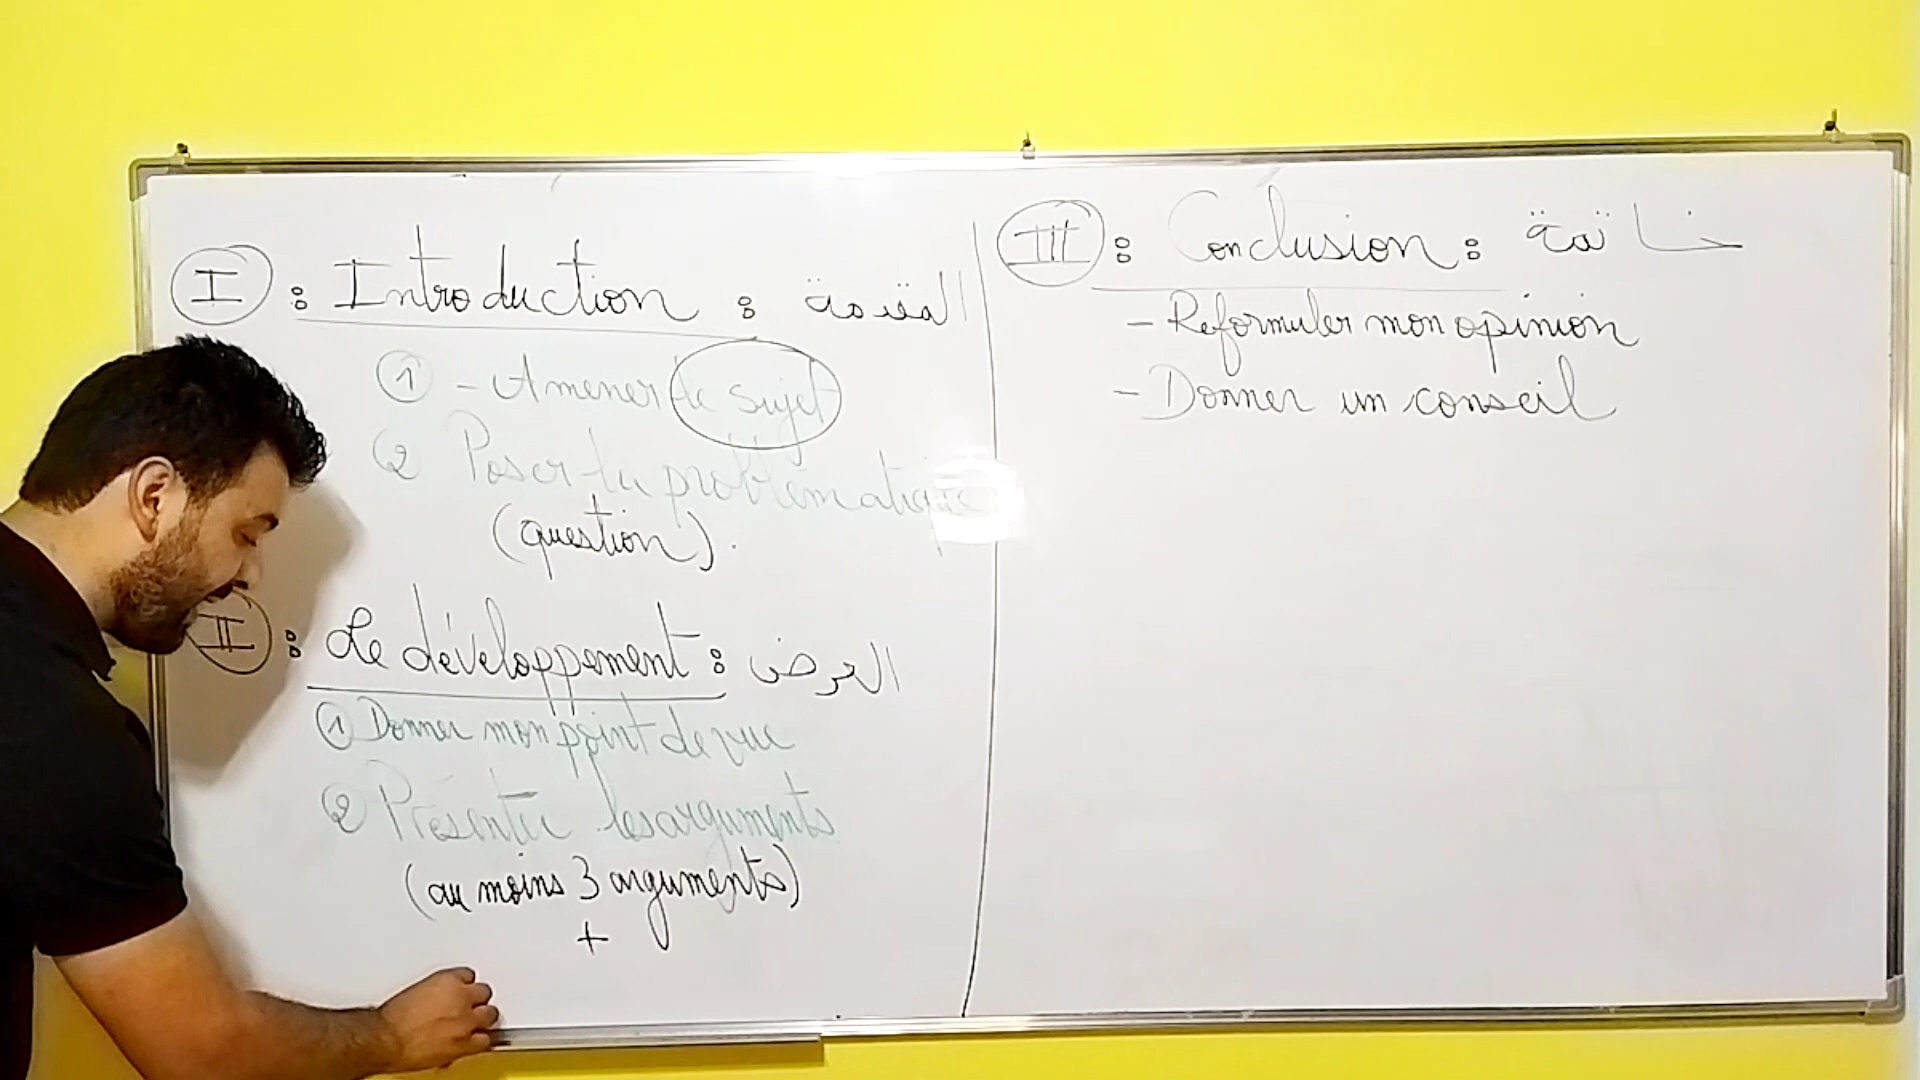 I : Introduction : المقدمة
1 - Amener le sujet
2 Poser la problématique
(question).
II : Le développement : العرض
1 Donner mon point de vue
2 Présenter les arguments
(au moins 3 arguments)
+
III : Conclusion : خاتمة
- Reformuler mon opinion
- Donner un conseil